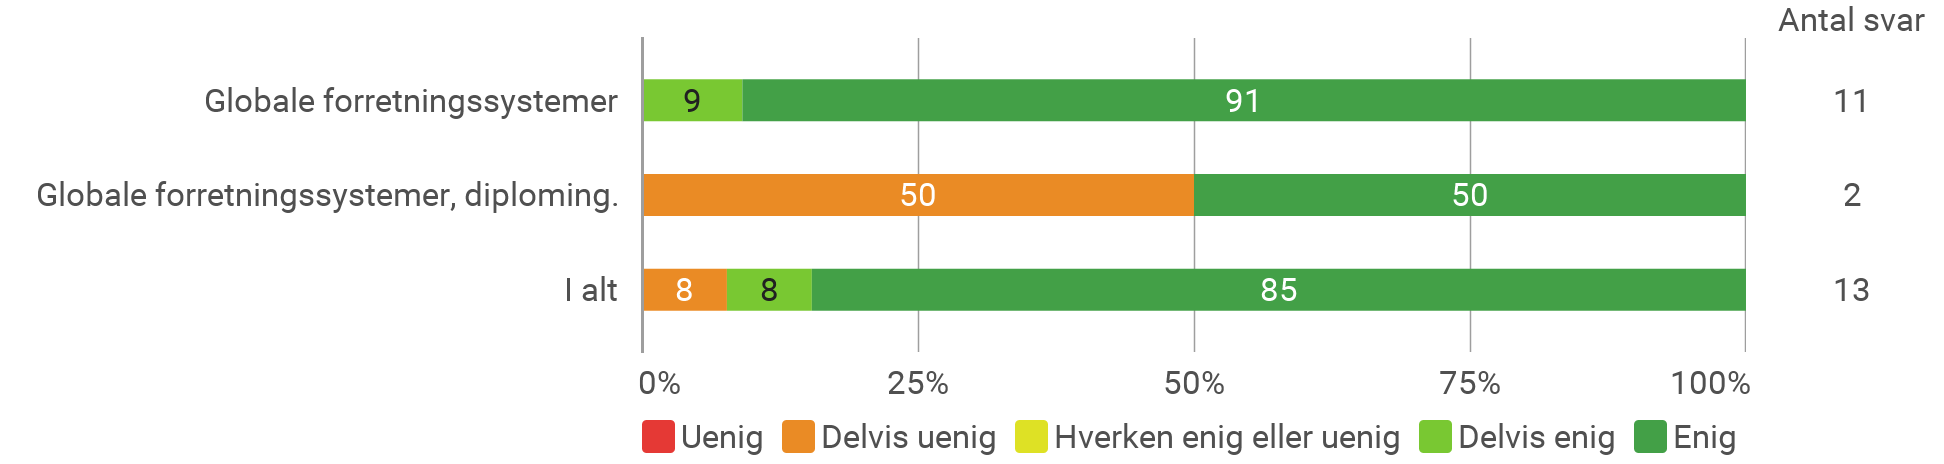 Antal svar
Globale forretningssystemer 9 91 11
Globale forretningssystemer, diploming. 50 50 2
I alt 8 8 85 13
0% 25% 50% 75% 100%
Uenig Delvis uenig Hverken enig eller uenig Delvis enig Enig